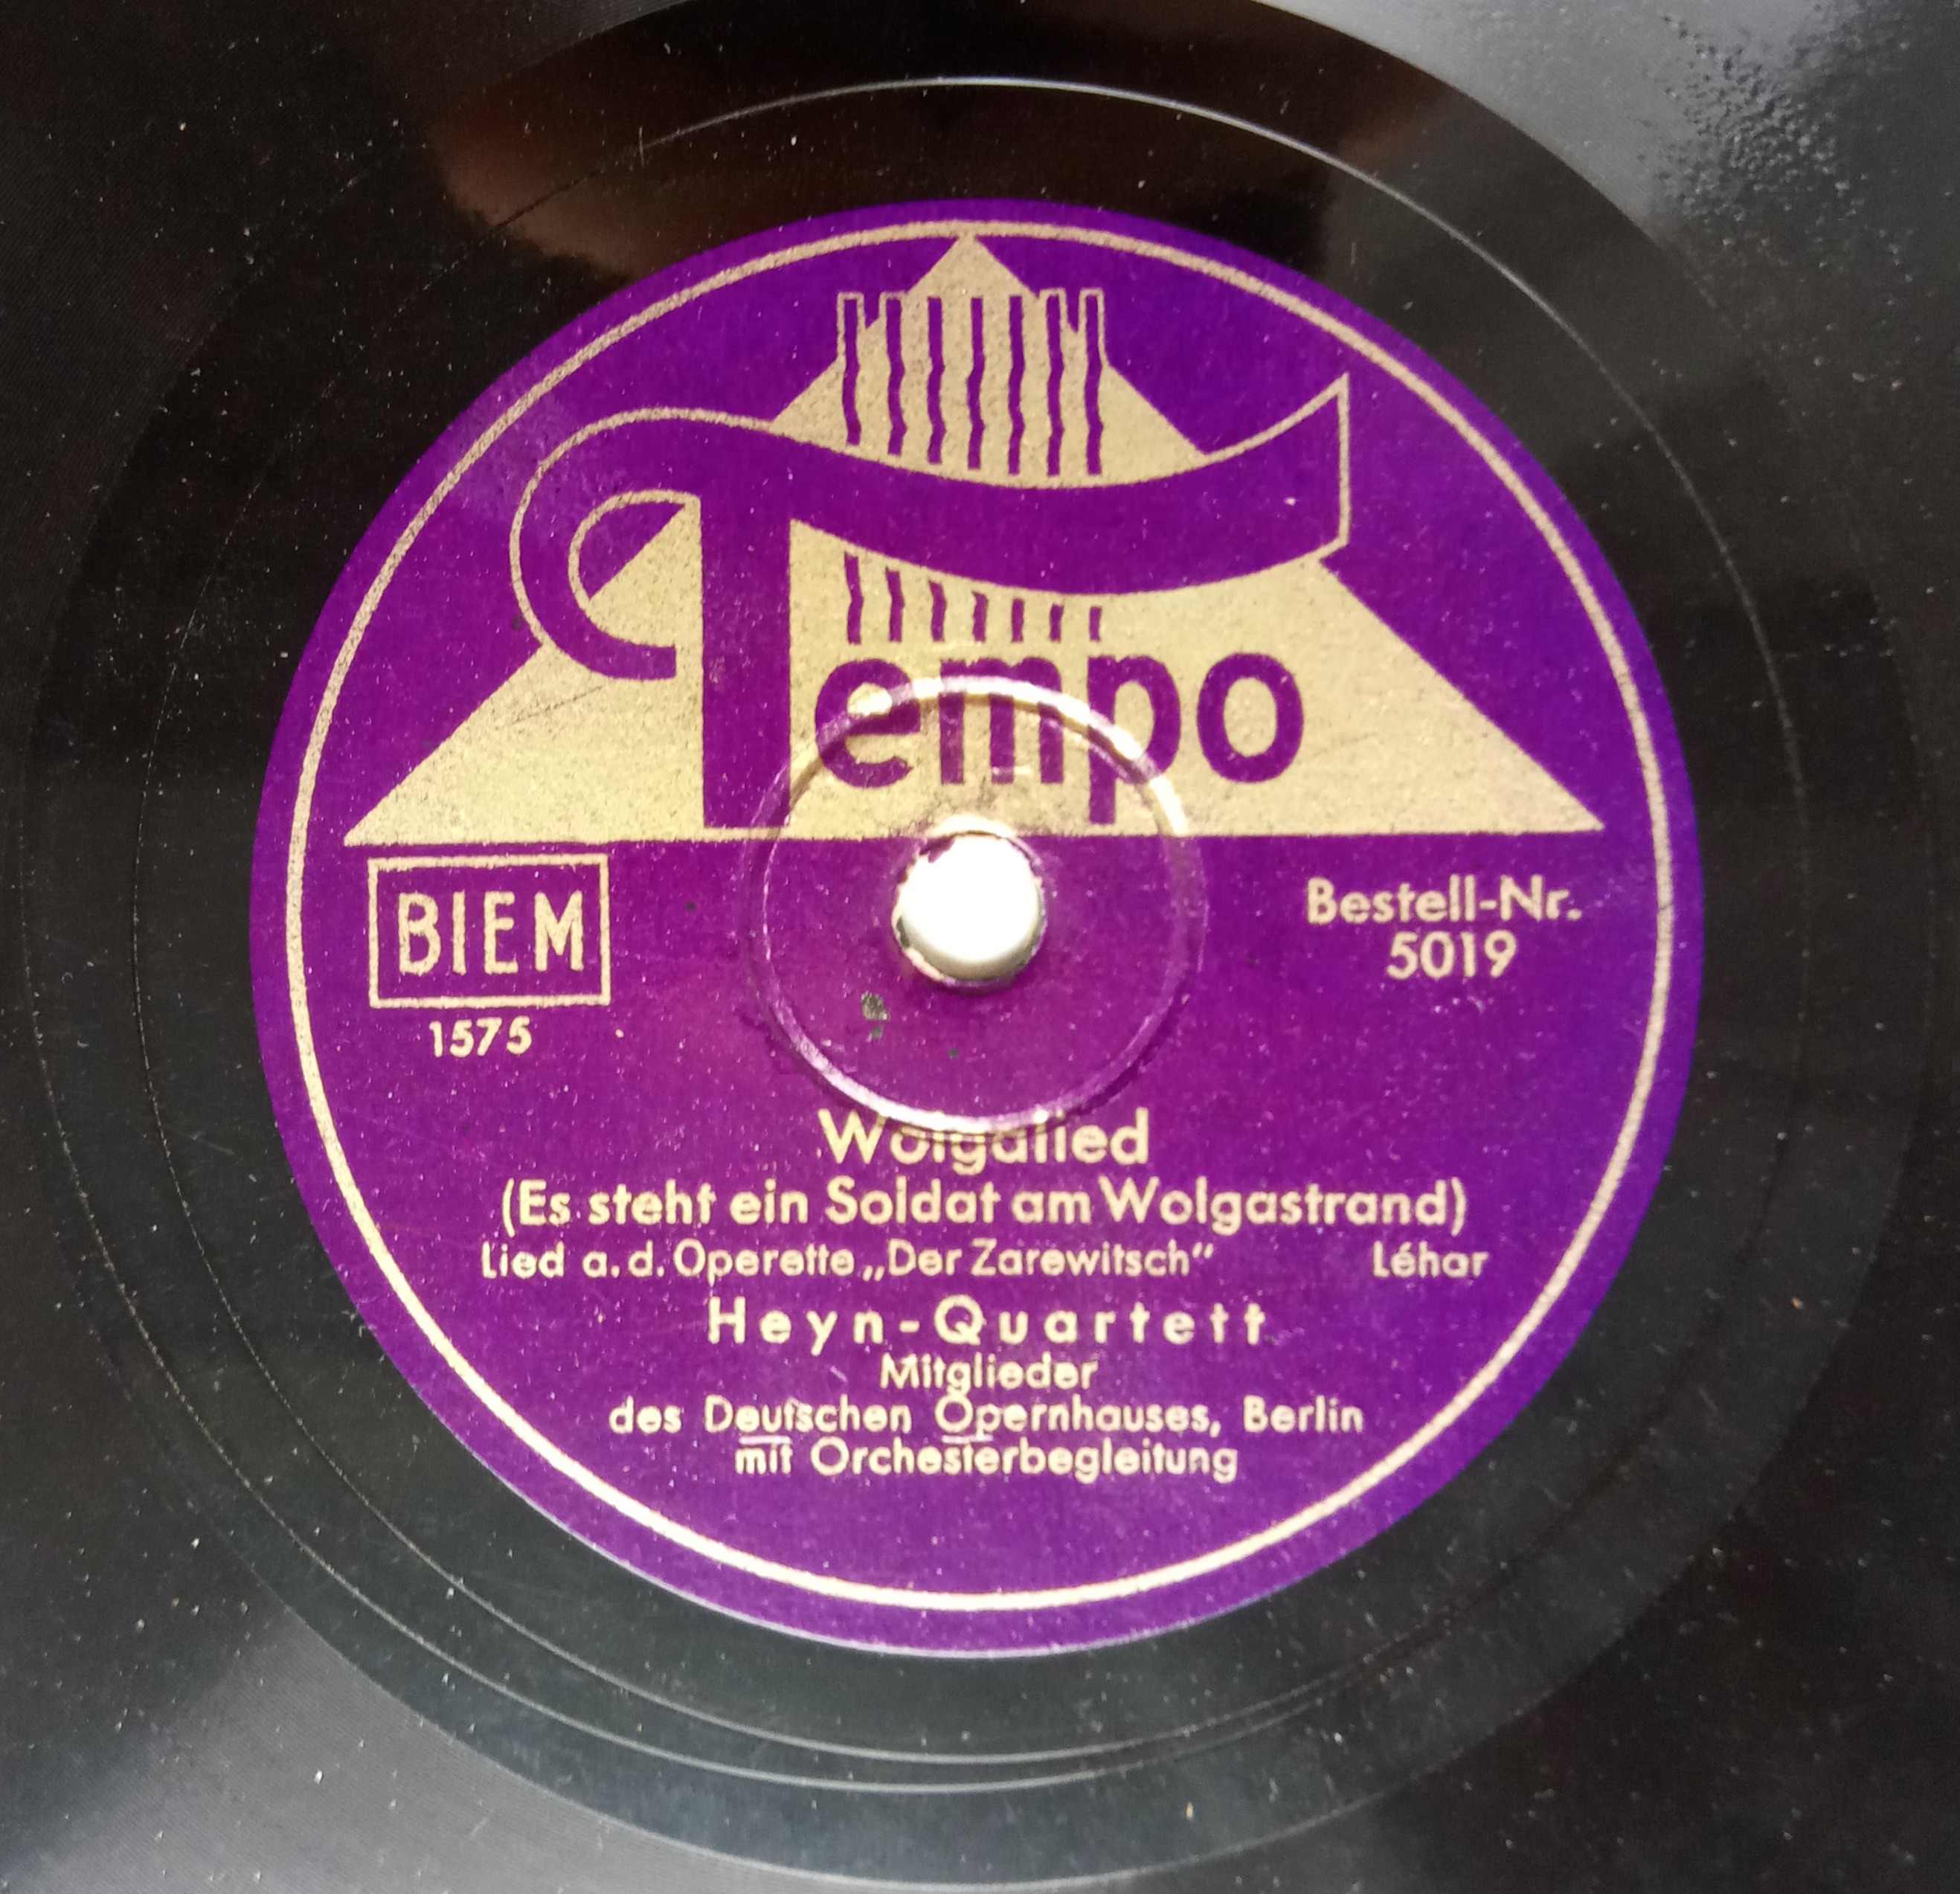 Tempo
BIEM
1575
Bestell-Nr.
5019
Wolgalied
(Es steht ein Soldat am Wolgastrand)
Lied a. d. Operette „Der Zarewitsch“ Léhar
Heyn-Quartett
Mitglieder
des Deutschen Opernhauses, Berlin
mit Orchesterbegleitung